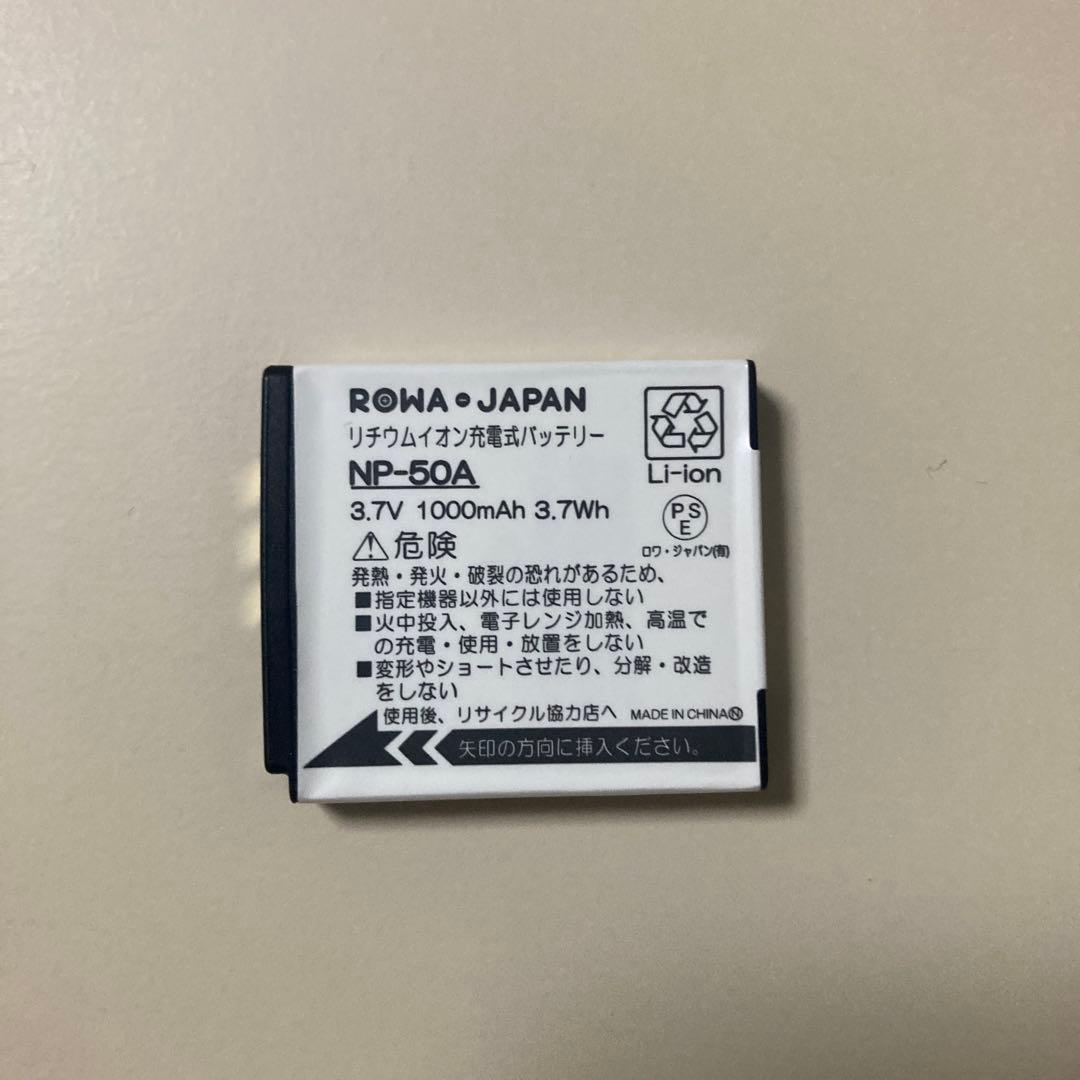 ROWA・JAPAN
リチウムイオン充電式バッテリー
NP-50A
3.7V 1000mAh 3.7Wh
Li-ion
PSE
ロワ・ジャパン(有)
危険
発熱・発火・破裂の恐れがあるため、
■指定機器以外には使用しない
■火中投入、電子レンジ加熱、高温で
の充電・使用・放置をしない
■変形やショートさせたり、分解・改造
をしない
使用後、リサイクル協力店へ MADE IN CHINA Ⓝ
矢印の方向に挿入ください。